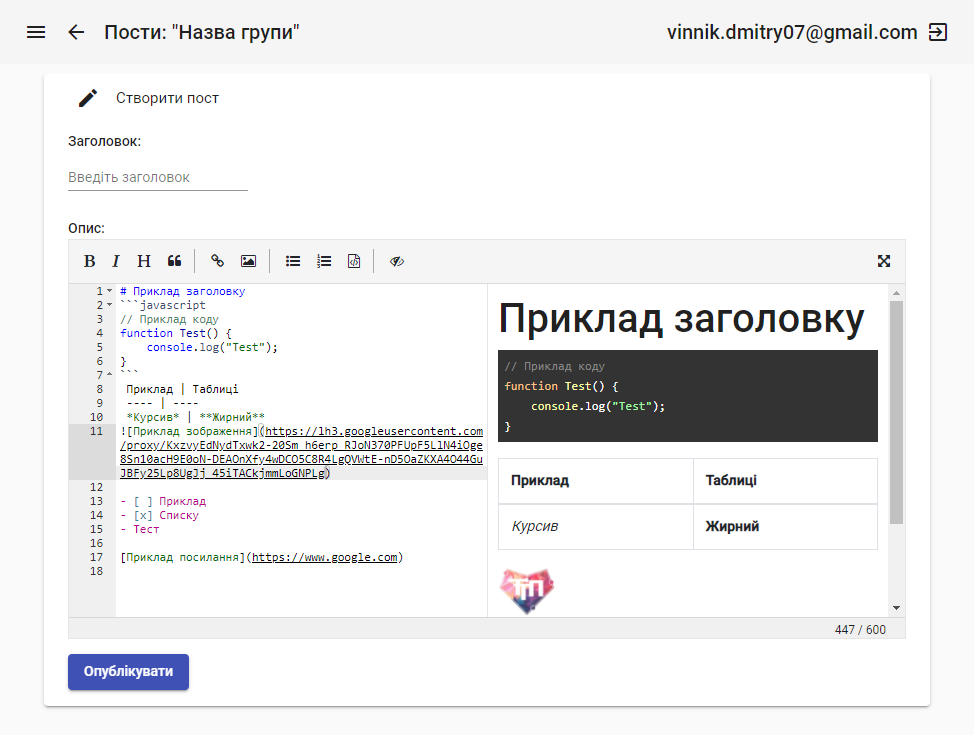 Пости: "Назва групи"
vinnik.dmitry07@gmail.com
Створити пост
Заголовок:
Введіть заголовок
Опис:
B I H
1 # Приклад заголовку
2 ```javascript
3 // Приклад коду
4 function Test() {
5 console.log("Test");
6 }
7 ```
8 Приклад | Таблиці
9 ---- | ----
10 *Курсив* | **Жирний**
11 ![Приклад зображення](https://lh3.googleusercontent.com
/proxy/KxzvyEdNydTxwk2-20Sm_h6erp_RJoN370PFUpF5LlN4iOge
8Sn10acH9E0oN-DEAOnXfy4wDCO5C8R4LgQVWtE-nD5OaZKXA4O44Gu
JBFy25Lp8UgJj_45iTACkjmmLoGNPLg)
12
13 - [ ] Приклад
14 - [x] Списку
15 - Тест
16
17 [Приклад посилання](https://www.google.com)
18
Приклад заголовку
// Приклад коду
function Test() {
console.log("Test");
}
Приклад Таблиці
Курсив Жирний
447 / 600
Опублікувати